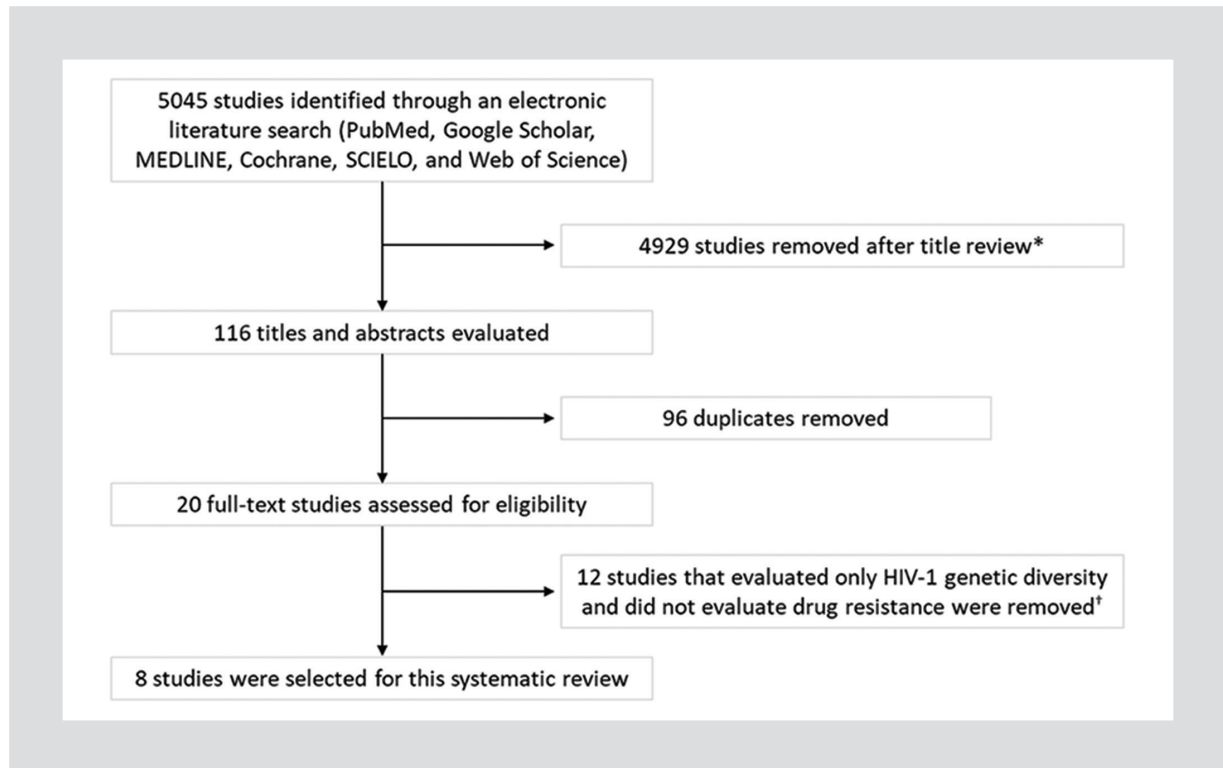 5045 studies identified through an electronic
literature search (PubMed, Google Scholar,
MEDLINE, Cochrane, SCIELO, and Web of Science)
4929 studies removed after title review*
116 titles and abstracts evaluated
96 duplicates removed
20 full-text studies assessed for eligibility
12 studies that evaluated only HIV-1 genetic diversity
and did not evaluate drug resistance were removed†
8 studies were selected for this systematic review